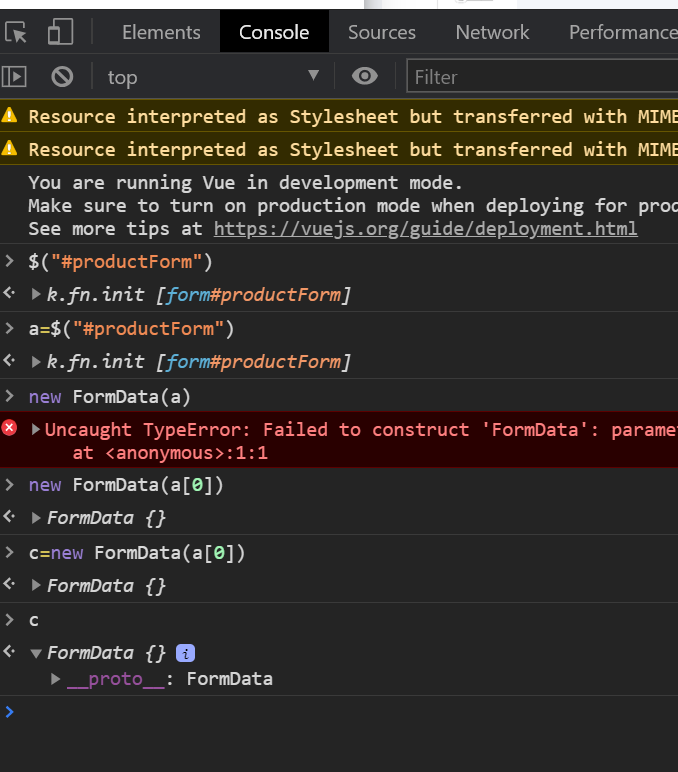 Elements Console Sources Network Performance
top Filter
Resource interpreted as Stylesheet but transferred with MIME
Resource interpreted as Stylesheet but transferred with MIME
You are running Vue in development mode.
Make sure to turn on production mode when deploying for prod
See more tips at https://vuejs.org/guide/deployment.html
> $("#productForm")
k.fn.init [form#productForm]
> a=$("#productForm")
k.fn.init [form#productForm]
> new FormData(a)
Uncaught TypeError: Failed to construct 'FormData': parame
at <anonymous>:1:1
> new FormData(a[0])
FormData {}
> c=new FormData(a[0])
FormData {}
> c
FormData {} i
__proto__: FormData
>